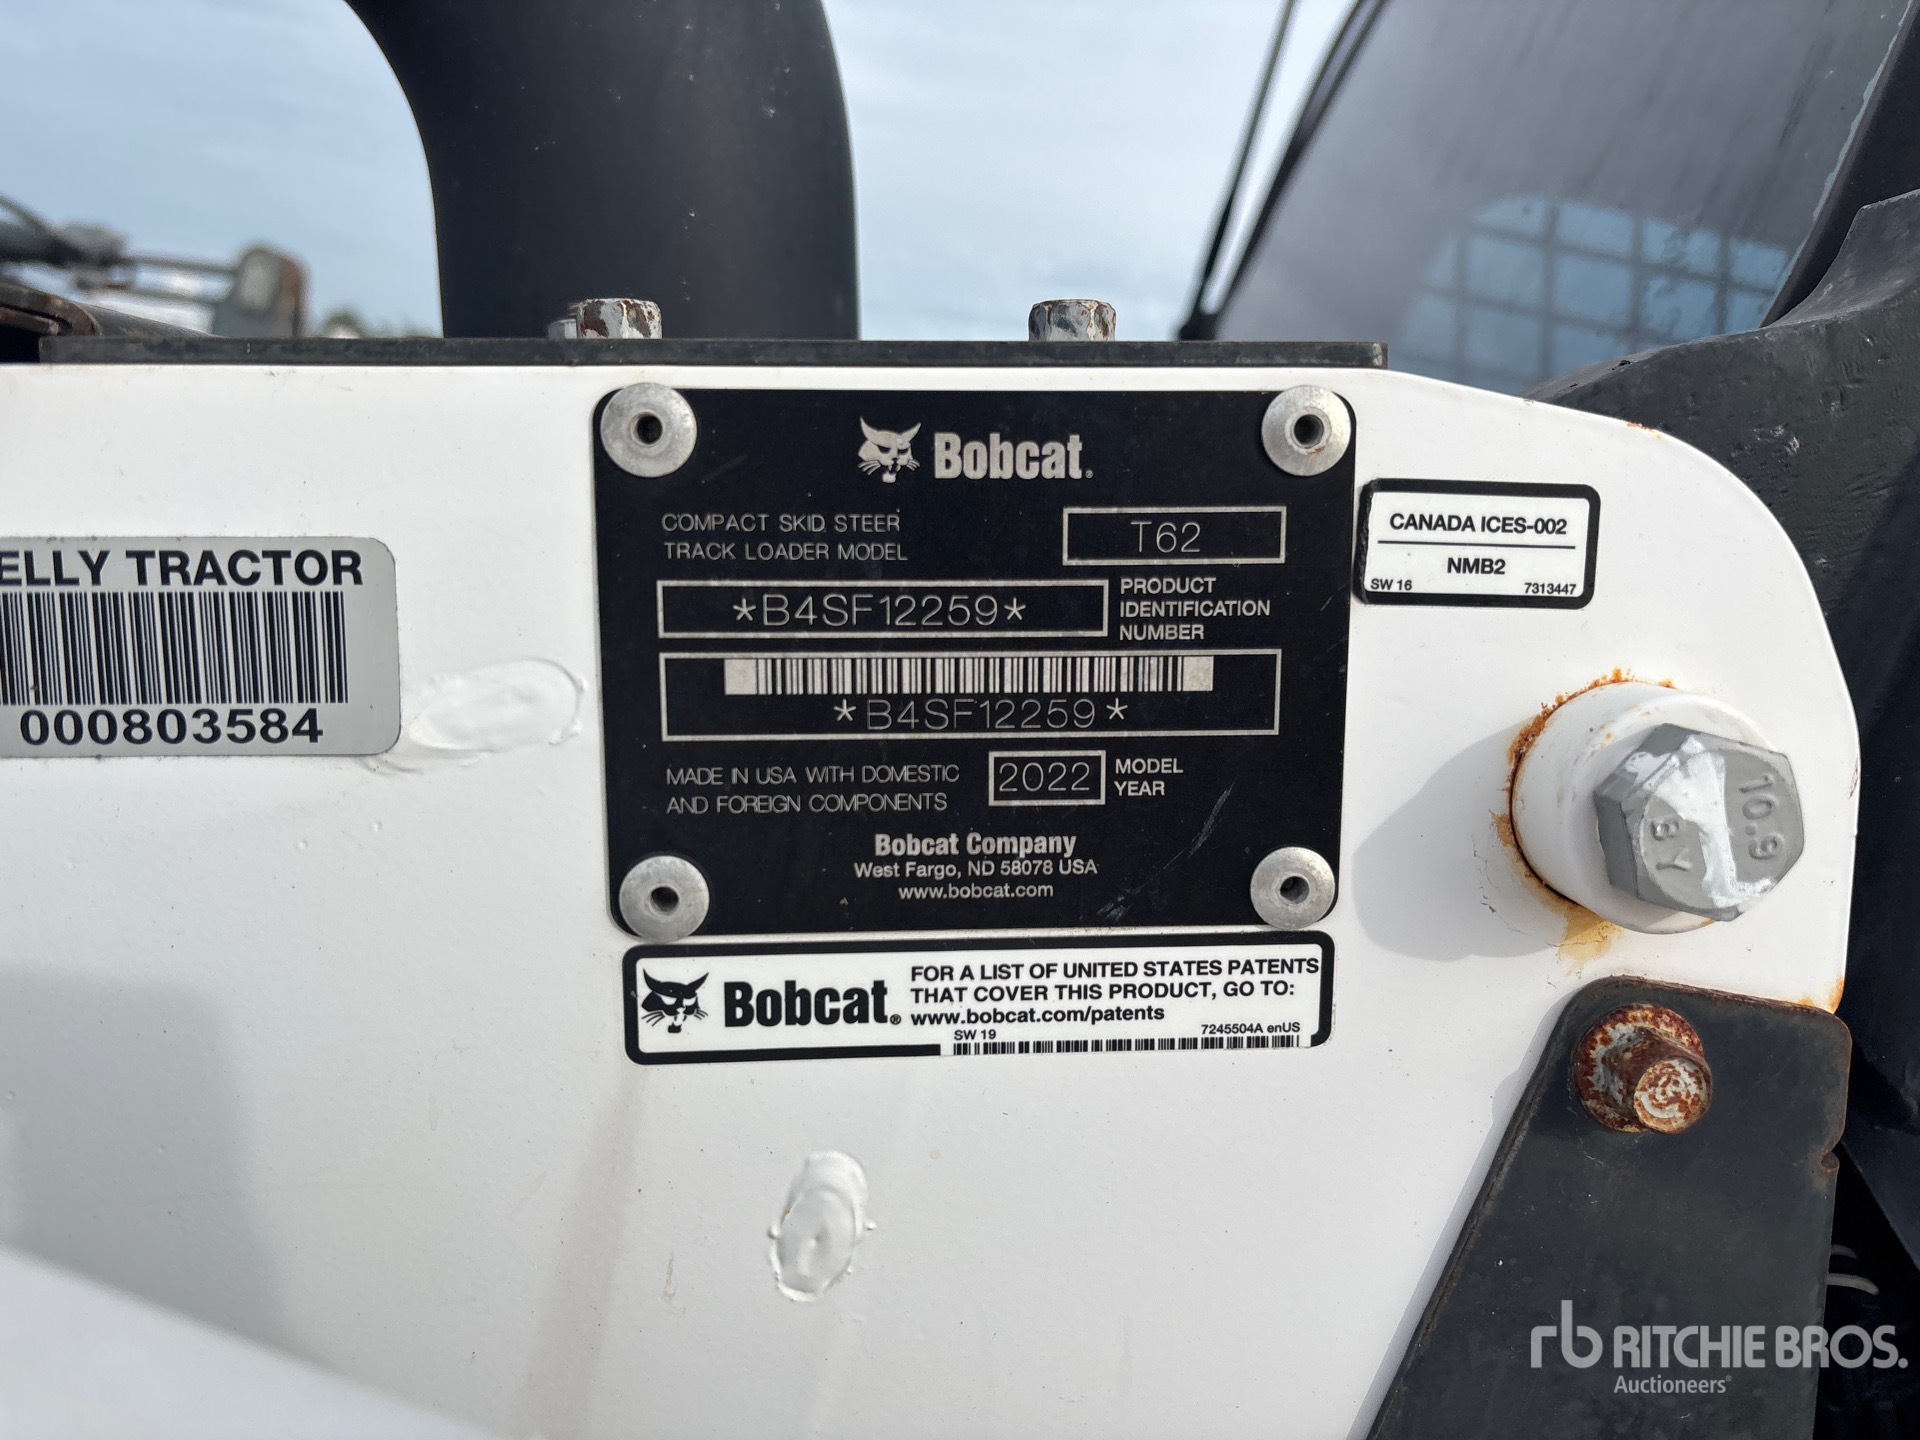 ELLY TRACTOR
000803584
Bobcat®
COMPACT SKID STEER
TRACK LOADER MODEL
T62
*B4SF12259*
PRODUCT
IDENTIFICATION
NUMBER
*B4SF12259*
MADE IN USA WITH DOMESTIC
AND FOREIGN COMPONENTS
2022
MODEL
YEAR
Bobcat Company
West Fargo, ND 58078 USA
www.bobcat.com
CANADA ICES-002
NMB2
SW 16 7313447
10.9
BY
Bobcat®
FOR A LIST OF UNITED STATES PATENTS
THAT COVER THIS PRODUCT, GO TO:
www.bobcat.com/patents
SW 19 7245504A enUS
rb RITCHIE BROS.
Auctioneers